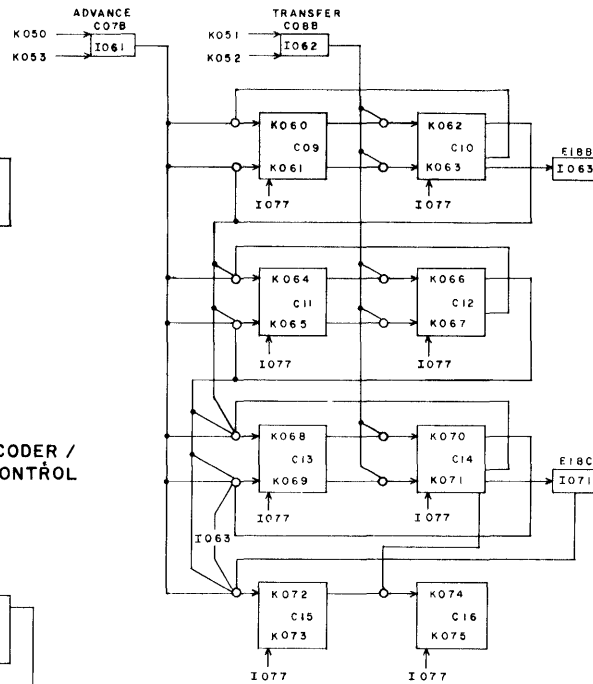 ADVANCE
C07B
K050
K053
I061
TRANSFER
C08B
K051
K052
I062
K060
C09
K061
K062
C10
K063
E18B
I063
I077
I077
K064
C11
K065
K066
C12
K067
I077
I077
CODER /
ONTROL
K068
C13
K069
K070
C14
K071
E18C
I071
I077
I077
I063
K072
C15
K073
K074
C16
K075
I077
I077